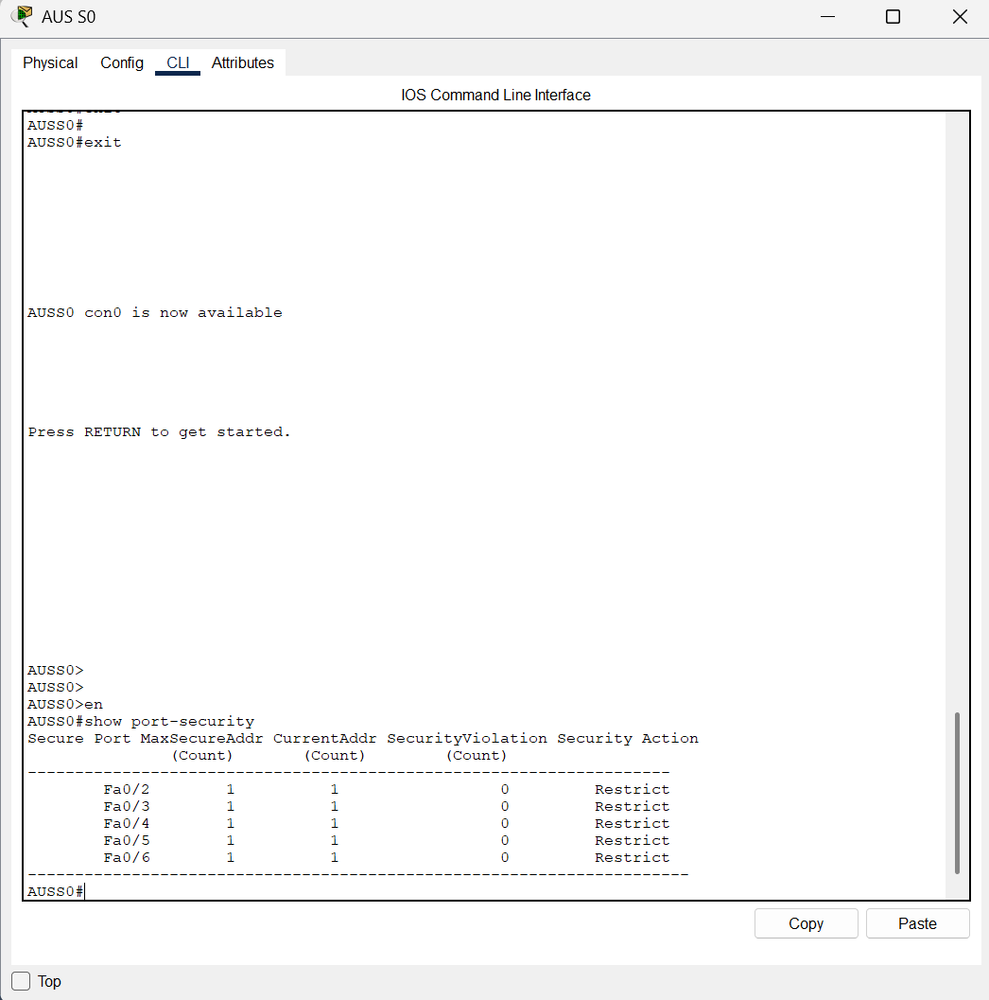 AUS S0
Physical Config CLI Attributes
IOS Command Line Interface
AUSS0#
AUSS0#exit
AUSS0 con0 is now available
Press RETURN to get started.
AUSS0>
AUSS0>
AUSS0>en
AUSS0#show port-security
Secure Port MaxSecureAddr CurrentAddr SecurityViolation Security Action
(Count) (Count) (Count)
--------------------------------------------------------------------
Fa0/2 1 1 0 Restrict
Fa0/3 1 1 0 Restrict
Fa0/4 1 1 0 Restrict
Fa0/5 1 1 0 Restrict
Fa0/6 1 1 0 Restrict
----------------------------------------------------------------------
AUSS0#
Copy Paste
Top